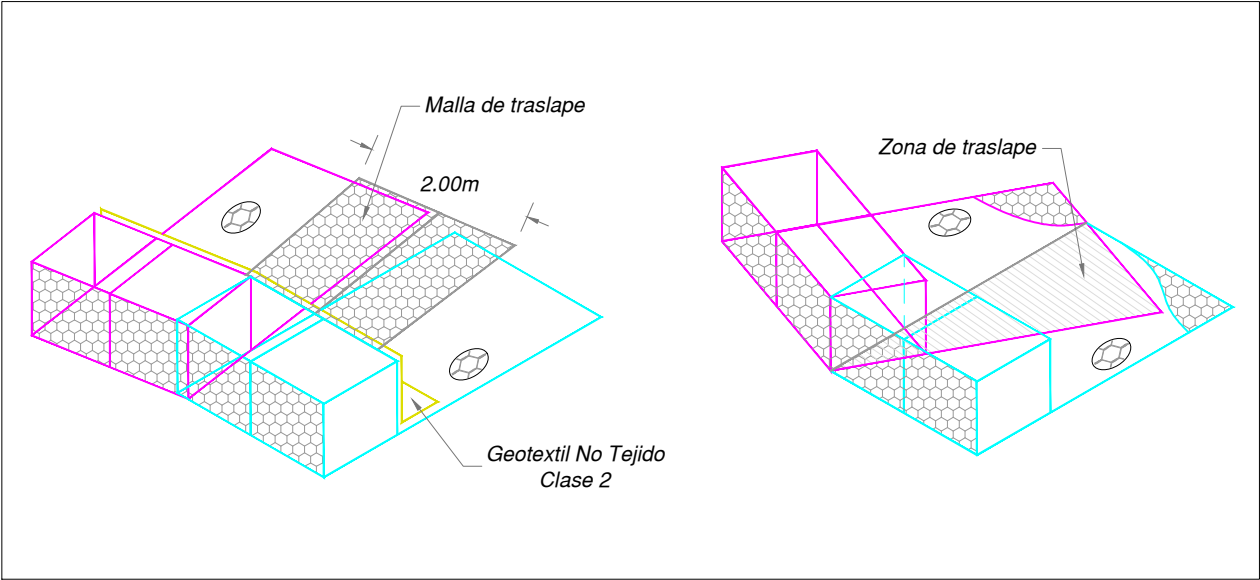 Malla de traslape
2.00m
Geotextil No Tejido
Clase 2
Zona de traslape